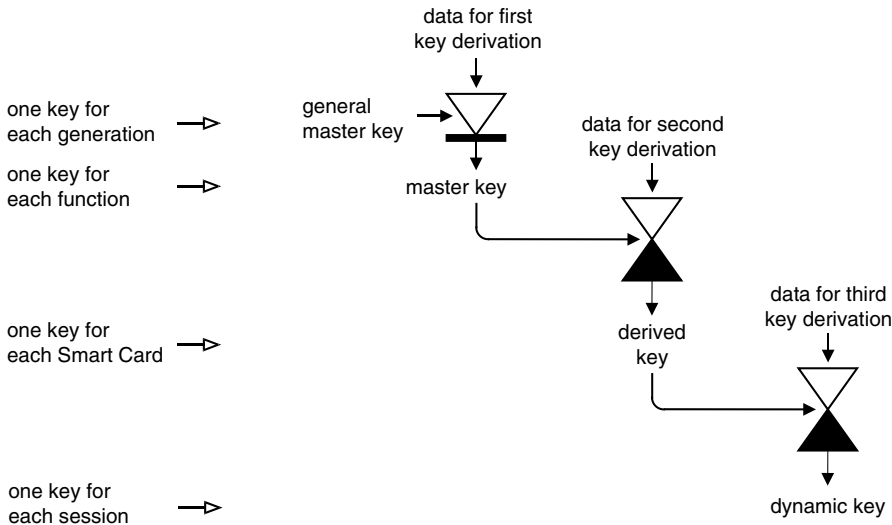 data for first
key derivation
one key for
each generation
general
master key
data for second
key derivation
one key for
each function
master key
data for third
key derivation
one key for
each Smart Card
derived
key
one key for
each session
dynamic key